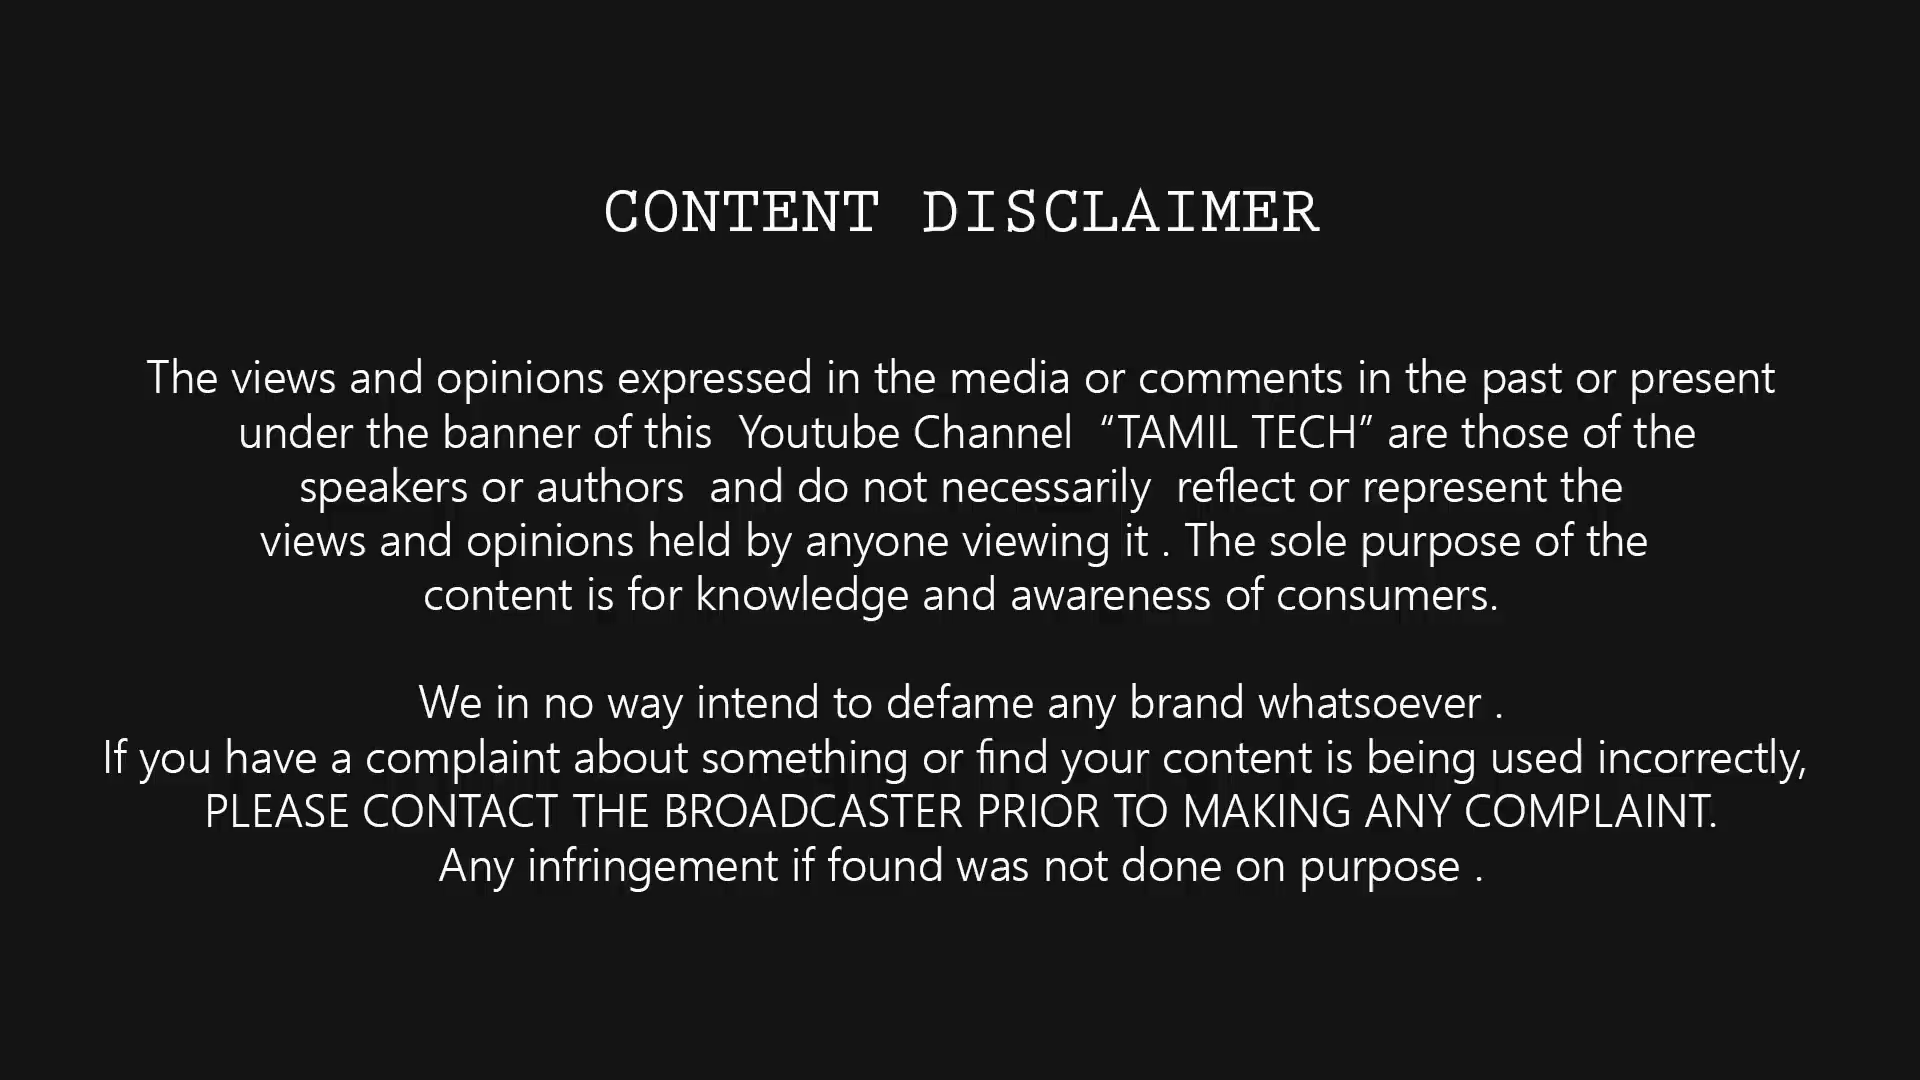 CONTENT DISCLAIMER
The views and opinions expressed in the media or comments in the past or present
under the banner of this  Youtube Channel  “TAMIL TECH” are those of the
speakers or authors  and do not necessarily  reflect or represent the
views and opinions held by anyone viewing it . The sole purpose of the
content is for knowledge and awareness of consumers.
We in no way intend to defame any brand whatsoever .
If you have a complaint about something or find your content is being used incorrectly,
PLEASE CONTACT THE BROADCASTER PRIOR TO MAKING ANY COMPLAINT.
Any infringement if found was not done on purpose .